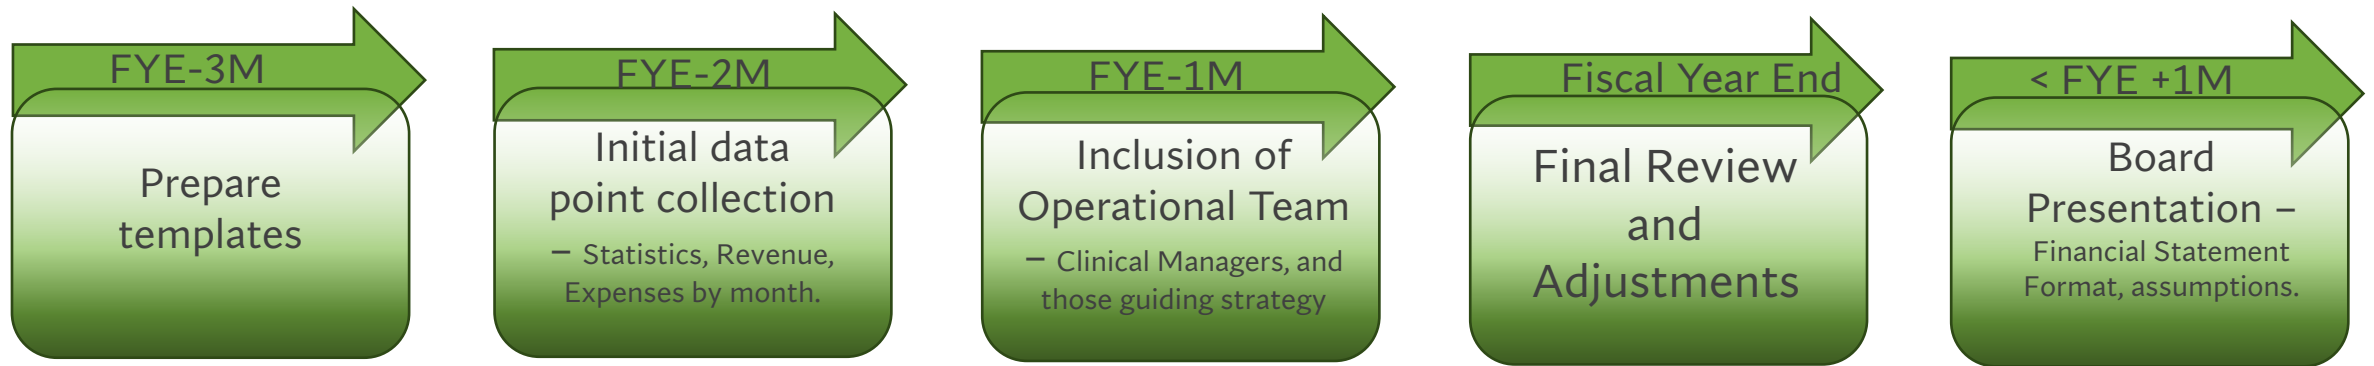 FYE-3M
Prepare
templates
FYE-2M
Initial data
point collection
– Statistics, Revenue,
Expenses by month.
FYE-1M
Inclusion of
Operational Team
– Clinical Managers, and
those guiding strategy
Fiscal Year End
Final Review
and
Adjustments
< FYE +1M
Board
Presentation –
Financial Statement
Format, assumptions.